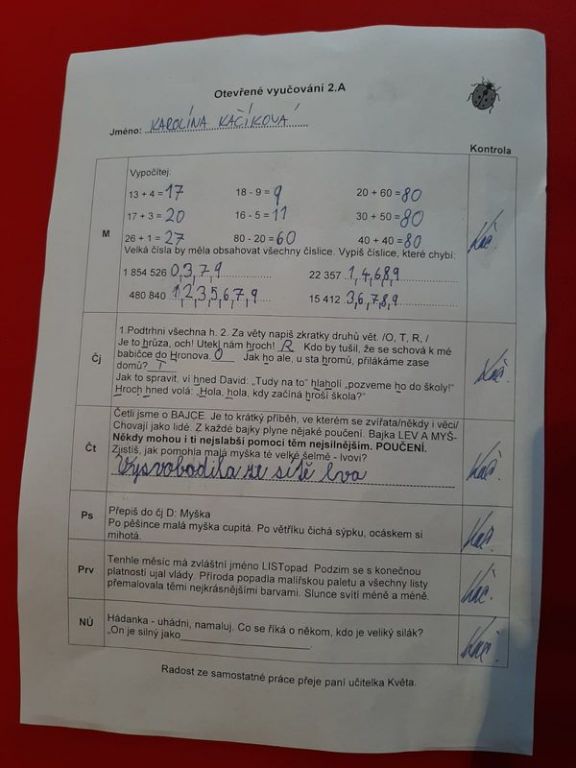 Otevřené vyučování 2.A
Jméno: KAROLÍNA KAČÍKOVÁ
Kontrola
Vypočítej:
13 + 4 = 17 18 - 9 = 9 20 + 60 = 80
17 + 3 = 20 16 - 5 = 11 30 + 50 = 80
M 26 + 1 = 27 80 - 20 = 60 40 + 40 = 80 Kač.
Velká čísla by měla obsahovat všechny číslice. Vypiš číslice, které chybí:
1 854 526 0,3,7,9 22 357 1,4,6,8,9
480 840 1,2,3,5,6,7,9 15 412 3,6,7,8,9
1.Podtrhni všechna h. 2. Za věty napiš zkratky druhů vět. /O, T, R, /
Je to hrůza, och! Utekl nám hroch! R Kdo by tušil, že se schová k mé
Čj babičce do Hronova. O Jak ho ale, u sta hromů, přilákáme zase Kač.
domů? T
Jak to spravit, ví hned David: „Tudy na to" hlaholí „pozveme ho do školy!"
Hroch hned volá: „Hola, hola, kdy začíná hroší škola?"
Četli jsme o BAJCE. Je to krátký příběh, ve kterém se zvířata/někdy i věci/
Chovají jako lidé. Z každé bajky plyne nějaké poučení. Bajka LEV A MYŠ-
Čt Někdy mohou i ti nejslabší pomoci těm nejsilnějším. POUČENÍ. Kač.
Zjistíš, jak pomohla malá myška té velké šelmě - lvovi?
Vysvobodila ze sítě lva
Přepiš do čj D: Myška
Ps Po pěšince malá myška cupitá. Po větříku čichá sýpku, ocáskem si Kač.
mihotá.
Tenhle měsíc má zvláštní jméno LISTopad Podzim se s konečnou
Prv platností ujal vlády. Příroda popadla malířskou paletu a všechny listy Kač.
přemalovala těmi nejkrásnějšími barvami. Slunce svítí méně a méně.
NÚ Hádanka - uhádni, namaluj. Co se říká o někom, kdo je veliký silák? Kač.
„On je silný jako
Radost ze samostatné práce přeje paní učitelka Květa.